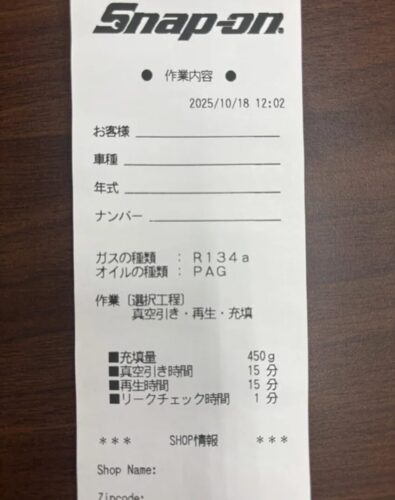 Snap-on
● 作業内容 ●
2025/10/18 12:02
お客様
車種
年式
ナンバー
ガスの種類 : R134a
オイルの種類 : PAG
作業 〔選択工程〕
真空引き・再生・充填
■充填量 450g
■真空引き時間 15 分
■再生時間 15 分
■リークチェック時間 1 分
*** SHOP情報 ***
Shop Name:
Zipcode: